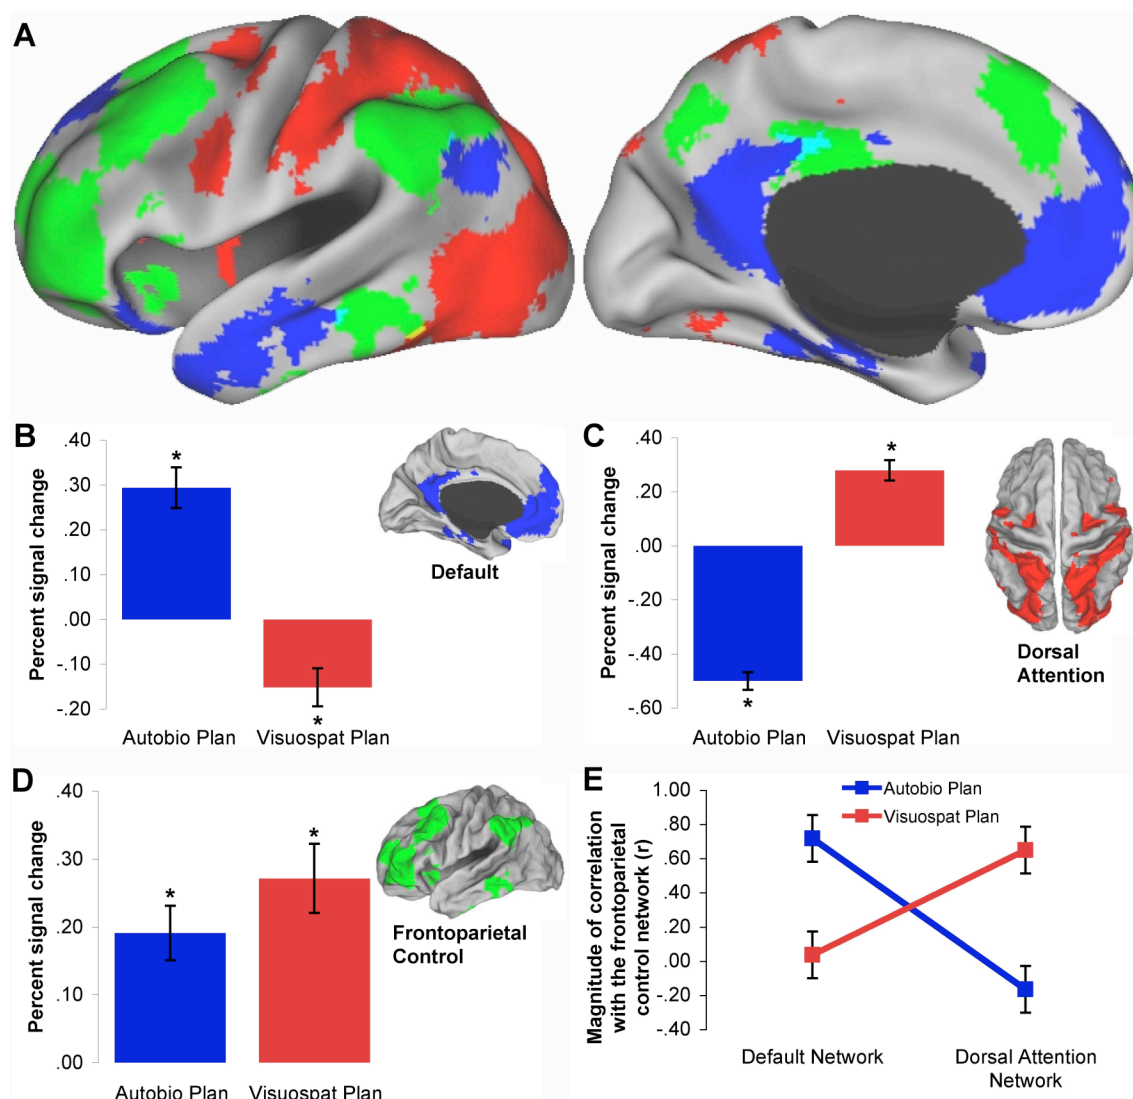 A
B
Percent signal change
.40
.30
.20
.10
.00
-.10
-.20
*
*
Autobio Plan
Visuospat Plan
Default
C
Percent signal change
.40
.20
.00
-.20
-.40
-.60
*
*
Autobio Plan
Visuospat Plan
Dorsal
Attention
D
Percent signal change
.40
.30
.20
.10
.00
*
*
Autobio Plan
Visuospat Plan
Frontoparietal
Control
E
Magnitude of correlation
with the frontoparietal
control network (r)
1.00
.80
.60
.40
.20
.00
-.20
-.40
Autobio Plan
Visuospat Plan
Default Network
Dorsal Attention
Network